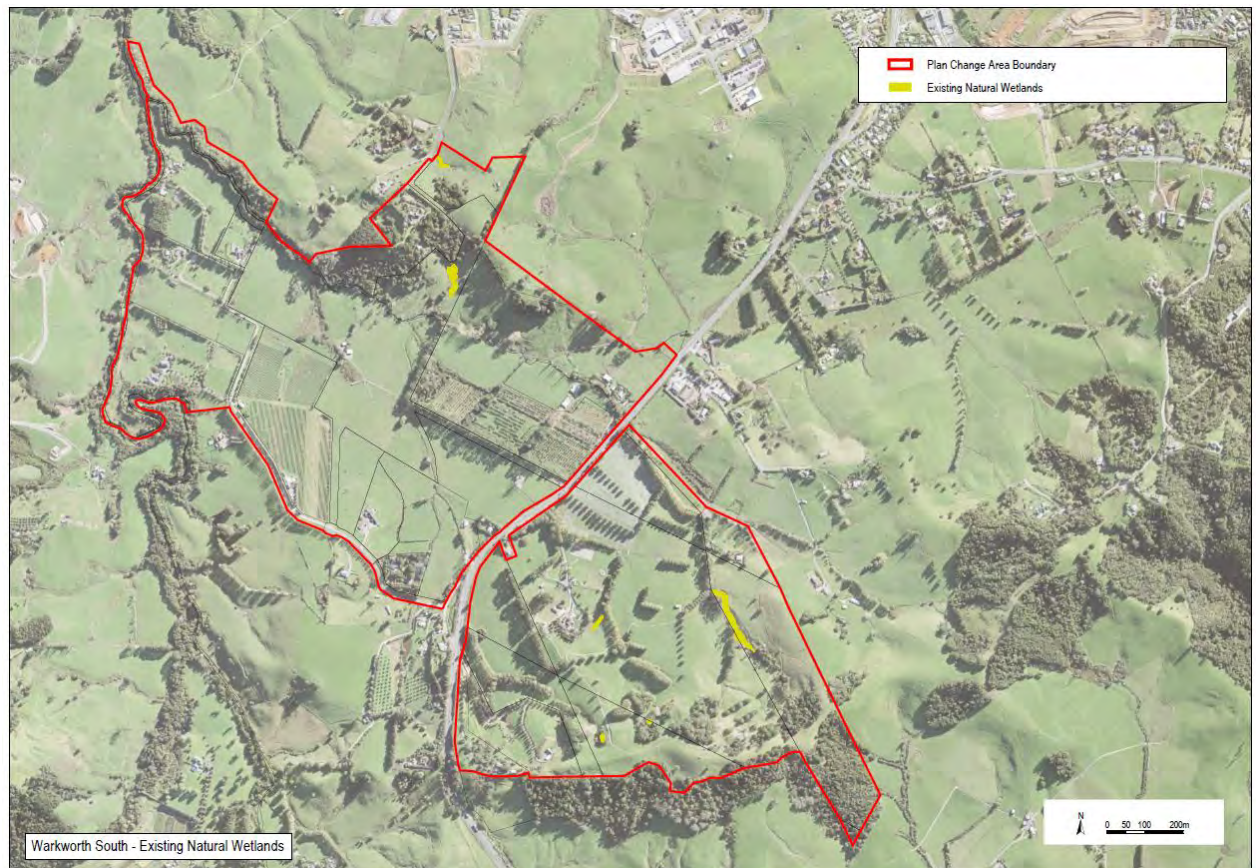 Plan Change Area Boundary
Existing Natural Wetlands
N
0 50 100 200m
Warkworth South - Existing Natural Wetlands